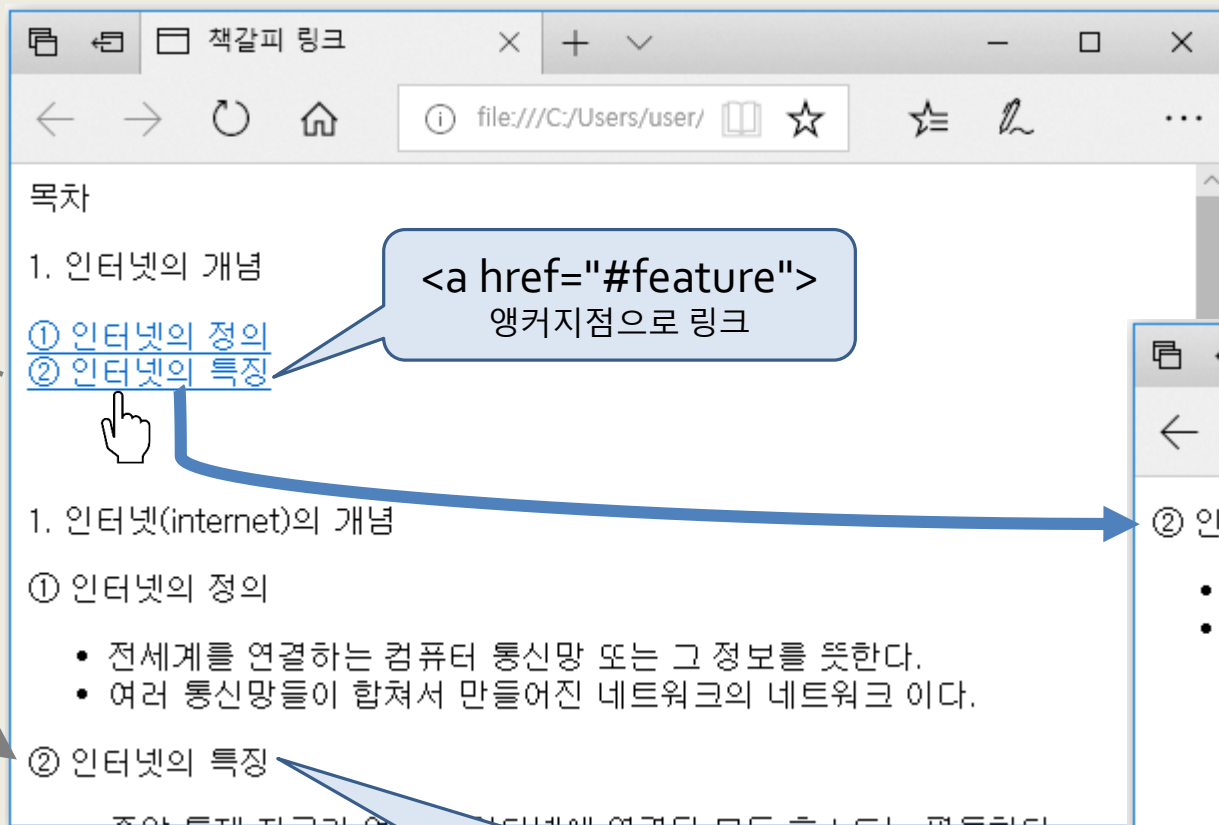 책갈피 링크
file:///C:/Users/user/
목차
1. 인터넷의 개념
<a href="#feature">
앵커지점으로 링크
① 인터넷의 정의
② 인터넷의 특징
1. 인터넷(internet)의 개념
① 인터넷의 정의
• 전세계를 연결하는 컴퓨터 통신망 또는 그 정보를 뜻한다.
• 여러 통신망들이 합쳐서 만들어진 네트워크의 네트워크 이다.
② 인터넷의 특징
② 인